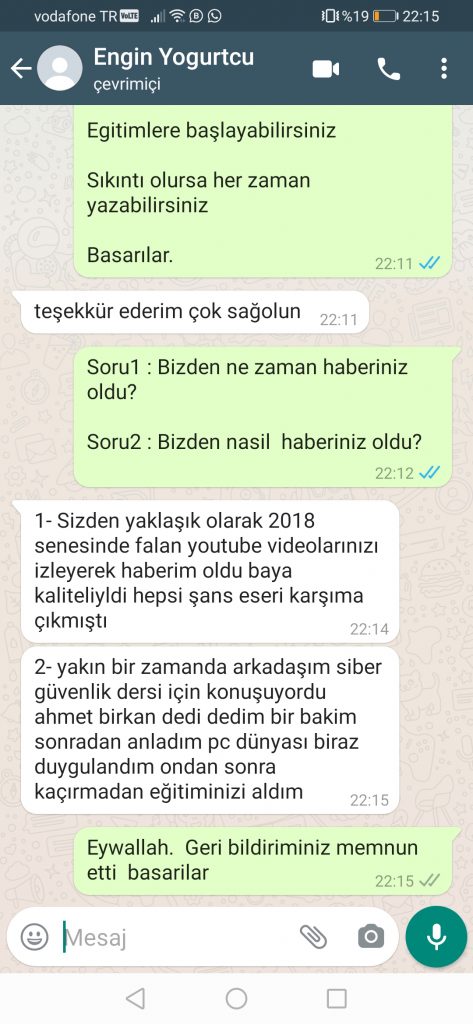 vodafone TR VoLTE %19 22:15
Engin Yogurtcu
çevrimiçi
Egitimlere başlayabilirsiniz
Sıkıntı olursa her zaman
yazabilirsiniz
Basarılar.
22:11
teşekkür ederim çok sağolun
22:11
Soru1 : Bizden ne zaman haberiniz
oldu?
Soru2 : Bizden nasil haberiniz oldu?
22:12
1- Sizden yaklaşık olarak 2018
senesinde falan youtube videolarınızı
izleyerek haberim oldu baya
kaliteliyldi hepsi şans eseri karşıma
çıkmıştı
22:14
2- yakın bir zamanda arkadaşım siber
güvenlik dersi için konuşuyordu
ahmet birkan dedi dedim bir bakim
sonradan anladım pc dünyası biraz
duygulandım ondan sonra
kaçırmadan eğitiminizi aldım
22:15
Eywallah. Geri bildiriminiz memnun
etti basarilar
22:15
Mesaj